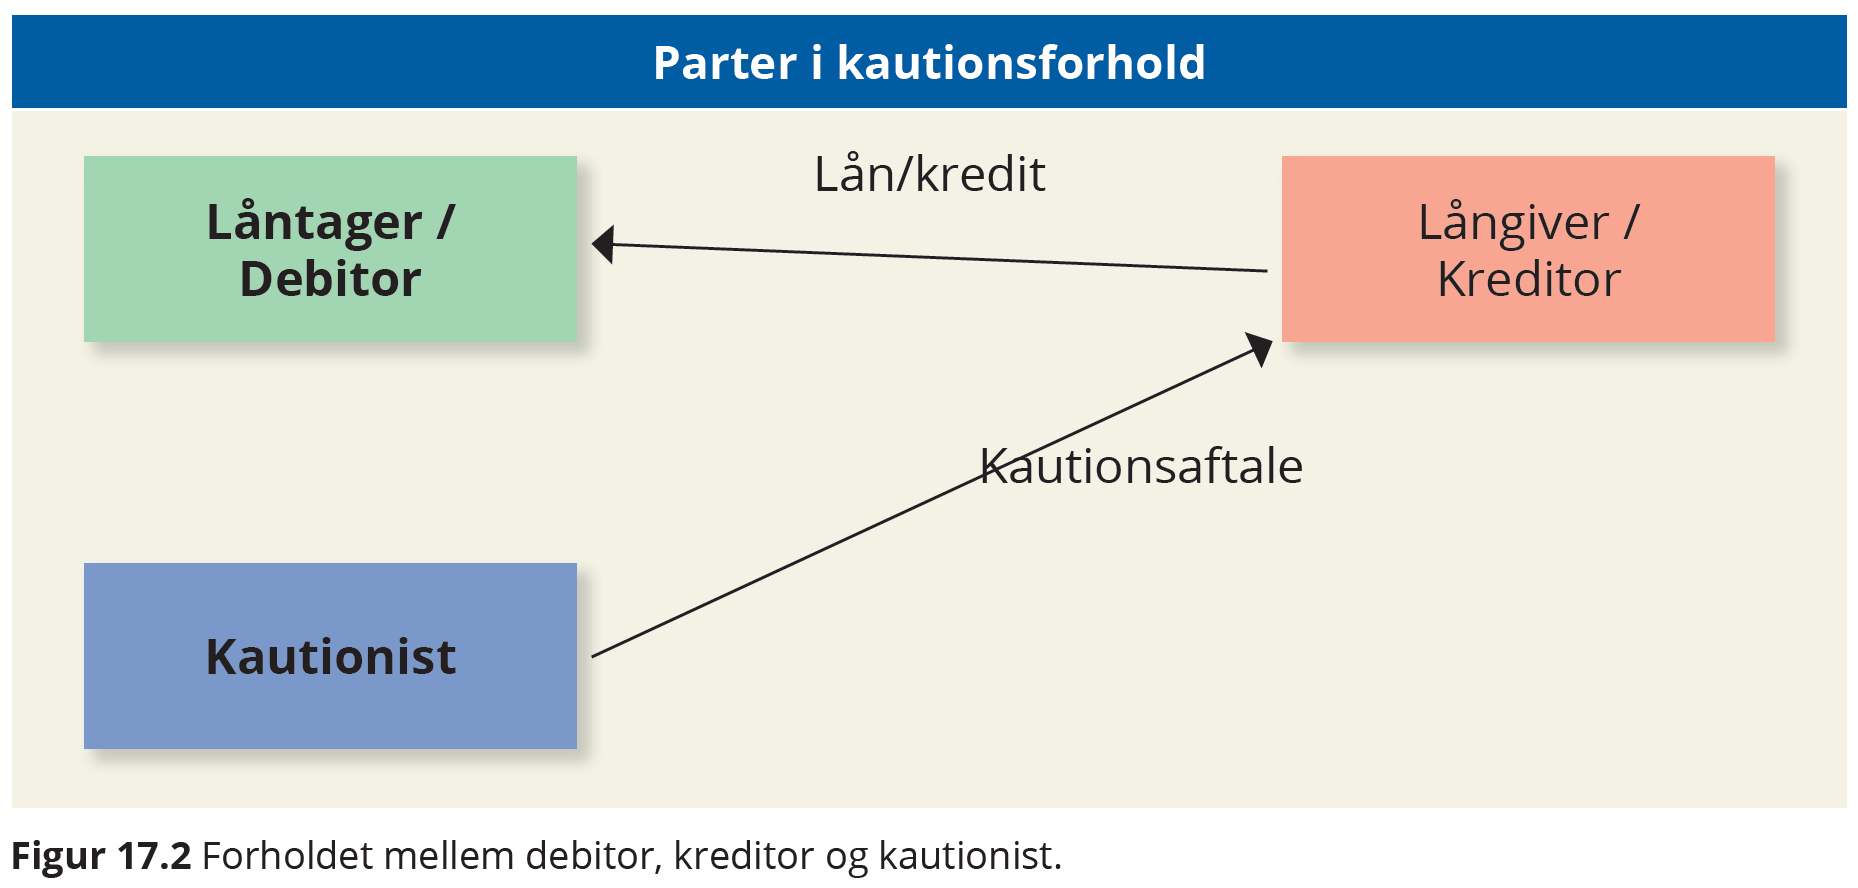 Parter i kautionsforhold
Låntager /
Debitor
Lån/kredit
Långiver /
Kreditor
Kautionsaftale
Kautionist
Figur 17.2 Forholdet mellem debitor, kreditor og kautionist.